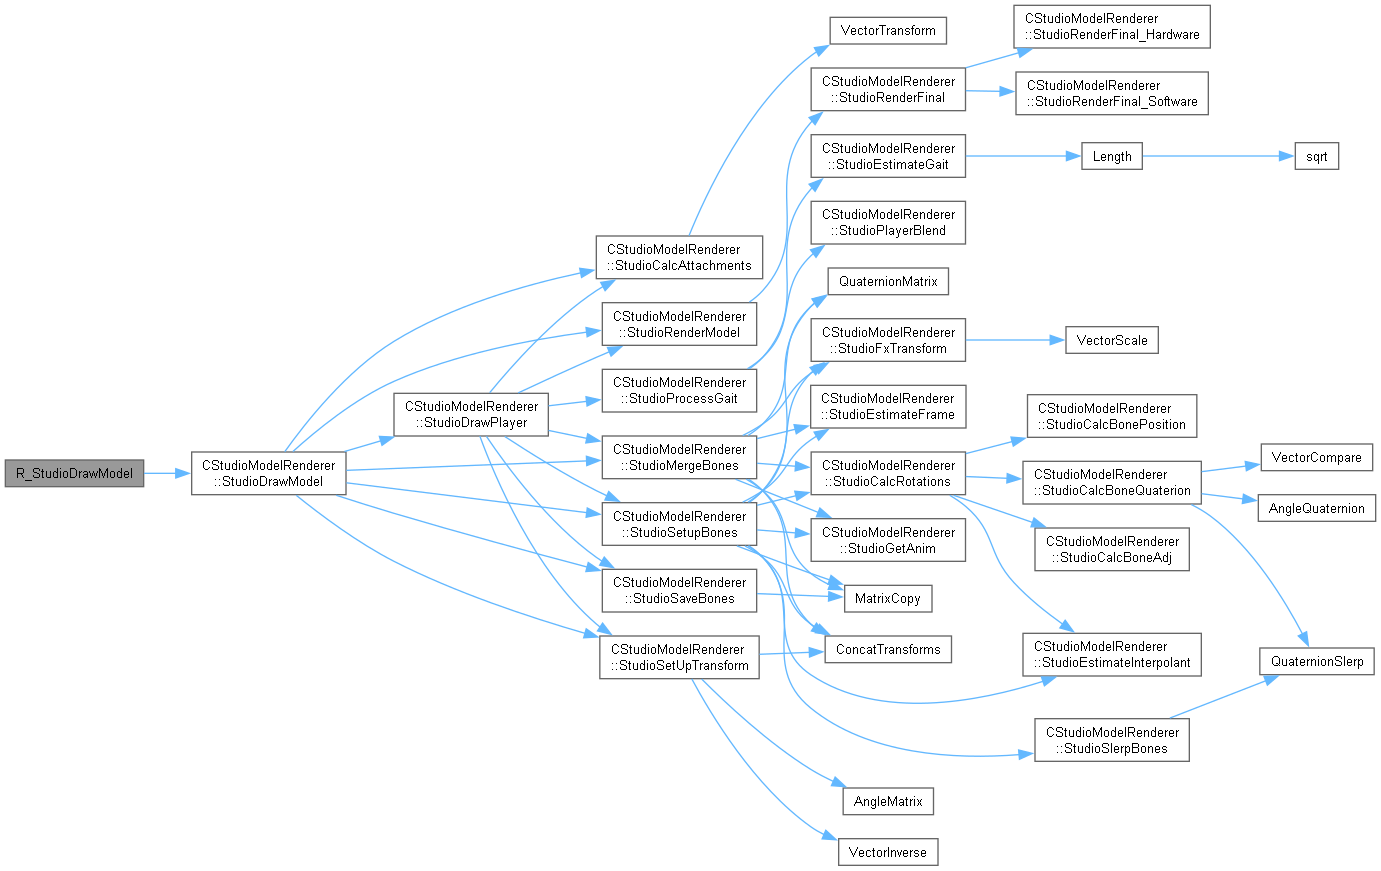 R_StudioDrawModel
CStudioModelRenderer
::StudioDrawModel
CStudioModelRenderer
::StudioDrawPlayer
CStudioModelRenderer
::StudioCalcAttachments
CStudioModelRenderer
::StudioRenderModel
CStudioModelRenderer
::StudioProcessGait
CStudioModelRenderer
::StudioMergeBones
CStudioModelRenderer
::StudioSetupBones
CStudioModelRenderer
::StudioSaveBones
CStudioModelRenderer
::StudioSetUpTransform
VectorTransform
CStudioModelRenderer
::StudioRenderFinal
CStudioModelRenderer
::StudioEstimateGait
CStudioModelRenderer
::StudioPlayerBlend
QuaternionMatrix
CStudioModelRenderer
::StudioFxTransform
CStudioModelRenderer
::StudioEstimateFrame
CStudioModelRenderer
::StudioCalcRotations
CStudioModelRenderer
::StudioGetAnim
MatrixCopy
ConcatTransforms
AngleMatrix
VectorInverse
CStudioModelRenderer
::StudioRenderFinal_Hardware
CStudioModelRenderer
::StudioRenderFinal_Software
Length
VectorScale
CStudioModelRenderer
::StudioCalcBonePosition
CStudioModelRenderer
::StudioCalcBoneQuaterion
CStudioModelRenderer
::StudioCalcBoneAdj
CStudioModelRenderer
::StudioEstimateInterpolant
CStudioModelRenderer
::StudioSlerpBones
sqrt
VectorCompare
AngleQuaternion
QuaternionSlerp